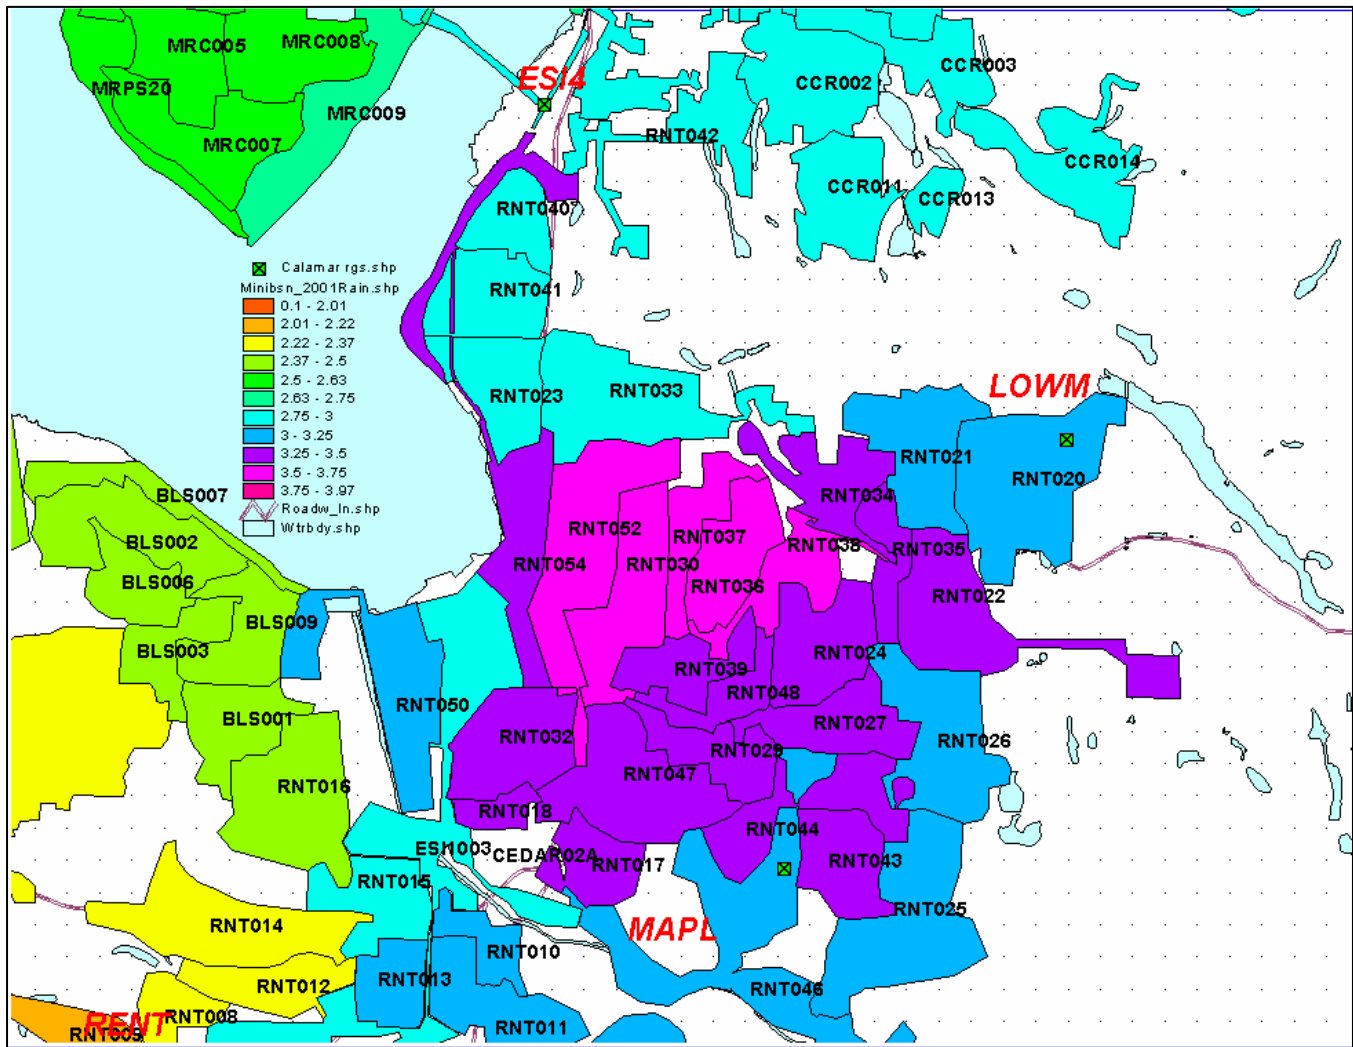 MRC005
MRC008
MRPS20
MRC009
MRC007
ESI4
CCR003
CCR002
RNT042
CCR014
CCR011
CCR013
RNT040
RNT041
Calamar rgs.shp
Minibsn_2001Rain.shp
0.1 - 2.01
2.01 - 2.22
2.22 - 2.37
2.37 - 2.5
2.5 - 2.63
2.63 - 2.75
2.75 - 3
3 - 3.25
3.25 - 3.5
3.5 - 3.75
3.75 - 3.97
Roadw_ln.shp
Wtrbdy.shp
RNT023
RNT033
LOWM
RNT021
RNT020
BLS007
RNT034
BLS002
RNT052
RNT037
RNT038
RNT035
BLS006
RNT054
RNT030
RNT036
RNT022
BLS009
BLS003
RNT039
RNT024
RNT048
RNT050
BLS001
RNT032
RNT027
RNT029
RNT026
RNT047
RNT016
RNT018
RNT044
ESI1003
CEDAR02A
RNT017
RNT043
RNT015
RNT025
RNT014
MAPL
RNT010
RNT013
RNT012
RNT046
RNT008
RENT
RNT011